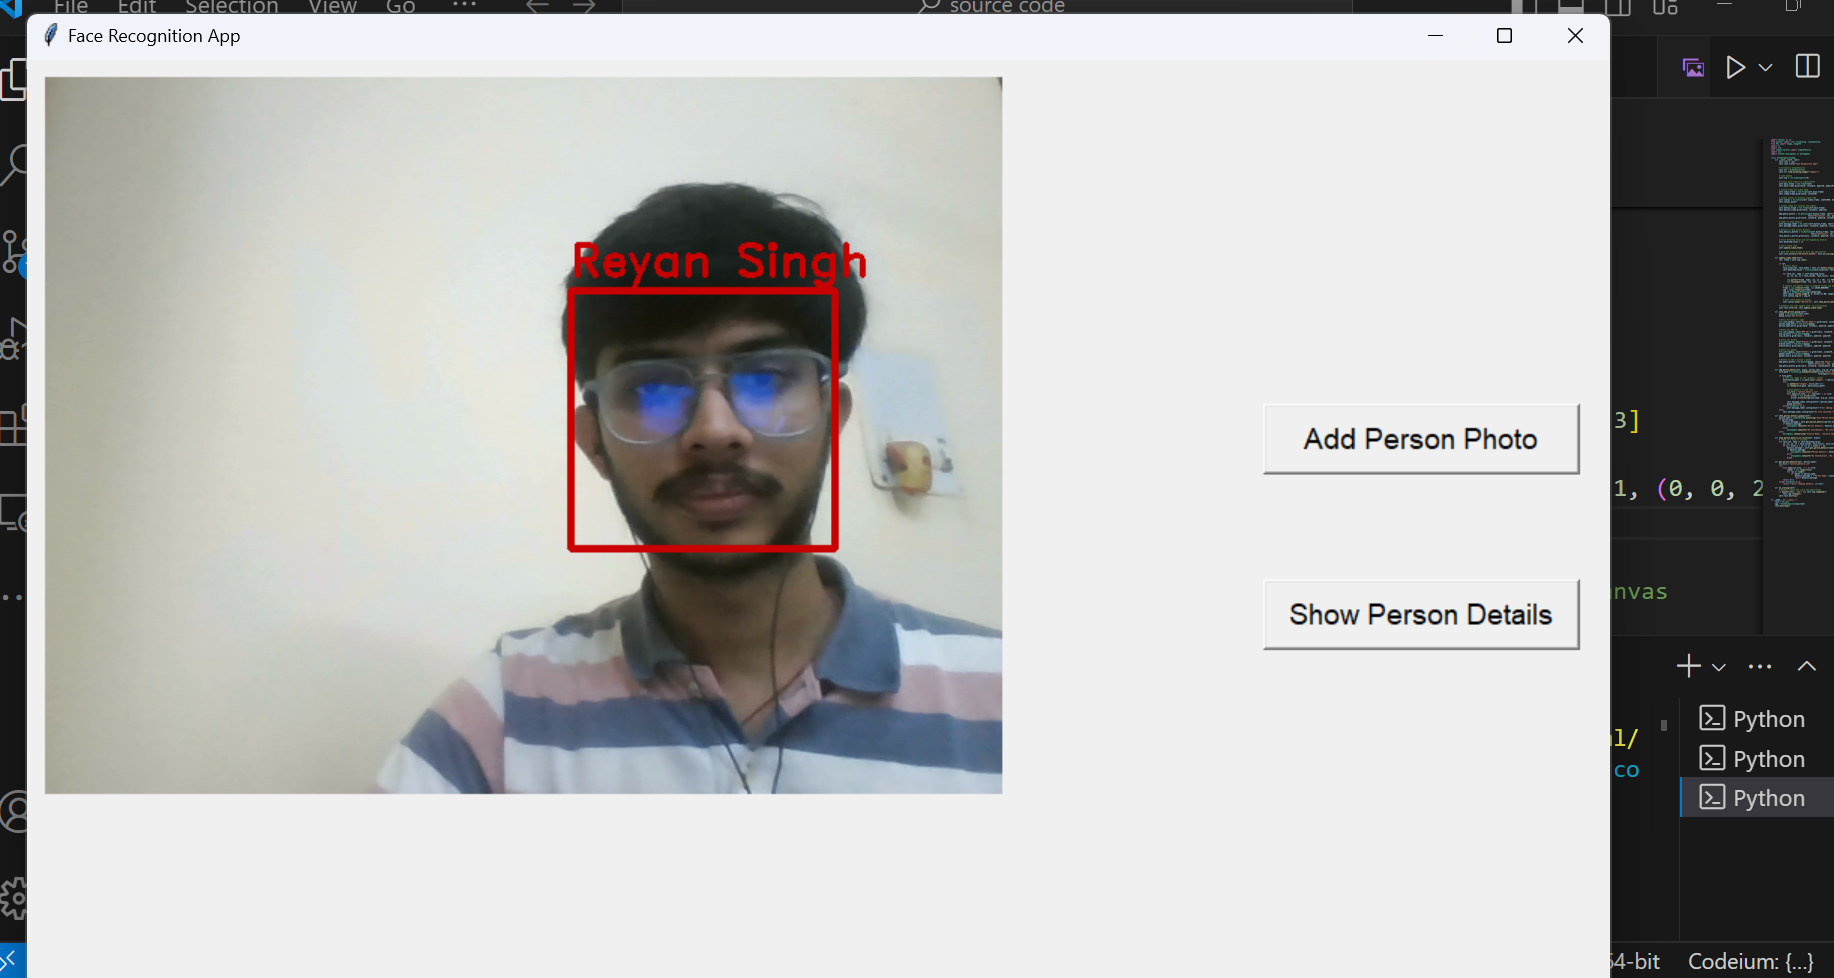 File Edit Selection View Go ...
source code
Face Recognition App
Reyan Singh
Add Person Photo
Show Person Details
3]
1, (0, 0, 2
nvas
l/
co
Python
Python
Python
4-bit
Codeium: {...}